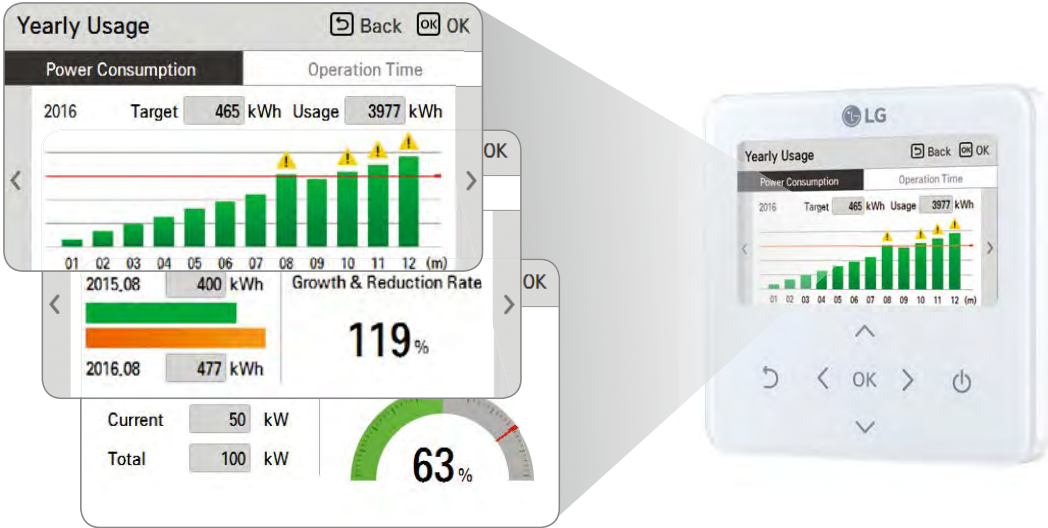 Yearly Usage Back OK OK
Power Consumption Operation Time
2016 Target 465 kWh Usage 3977 kWh
01 02 03 04 05 06 07 08 09 10 11 12 (m)
OK
2015.08 400 kWh Growth & Reduction Rate
119%
2016.08 477 kWh
OK
Current 50 kW
Total 100 kW
63%
LG
Yearly Usage Back OK OK
Power Consumption Operation Time
2016 Target 465 kWh Usage 3977 kWh
01 02 03 04 05 06 07 08 09 10 11 12 (m)
OK